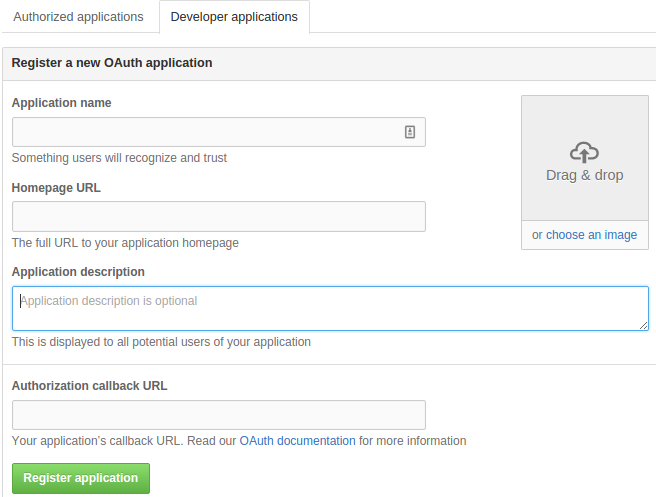 Authorized applications
Developer applications
Register a new OAuth application
Application name
Something users will recognize and trust
Drag & drop
or choose an image
Homepage URL
The full URL to your application homepage
Application description
Application description is optional
This is displayed to all potential users of your application
Authorization callback URL
Your application's callback URL. Read our OAuth documentation for more information
Register application